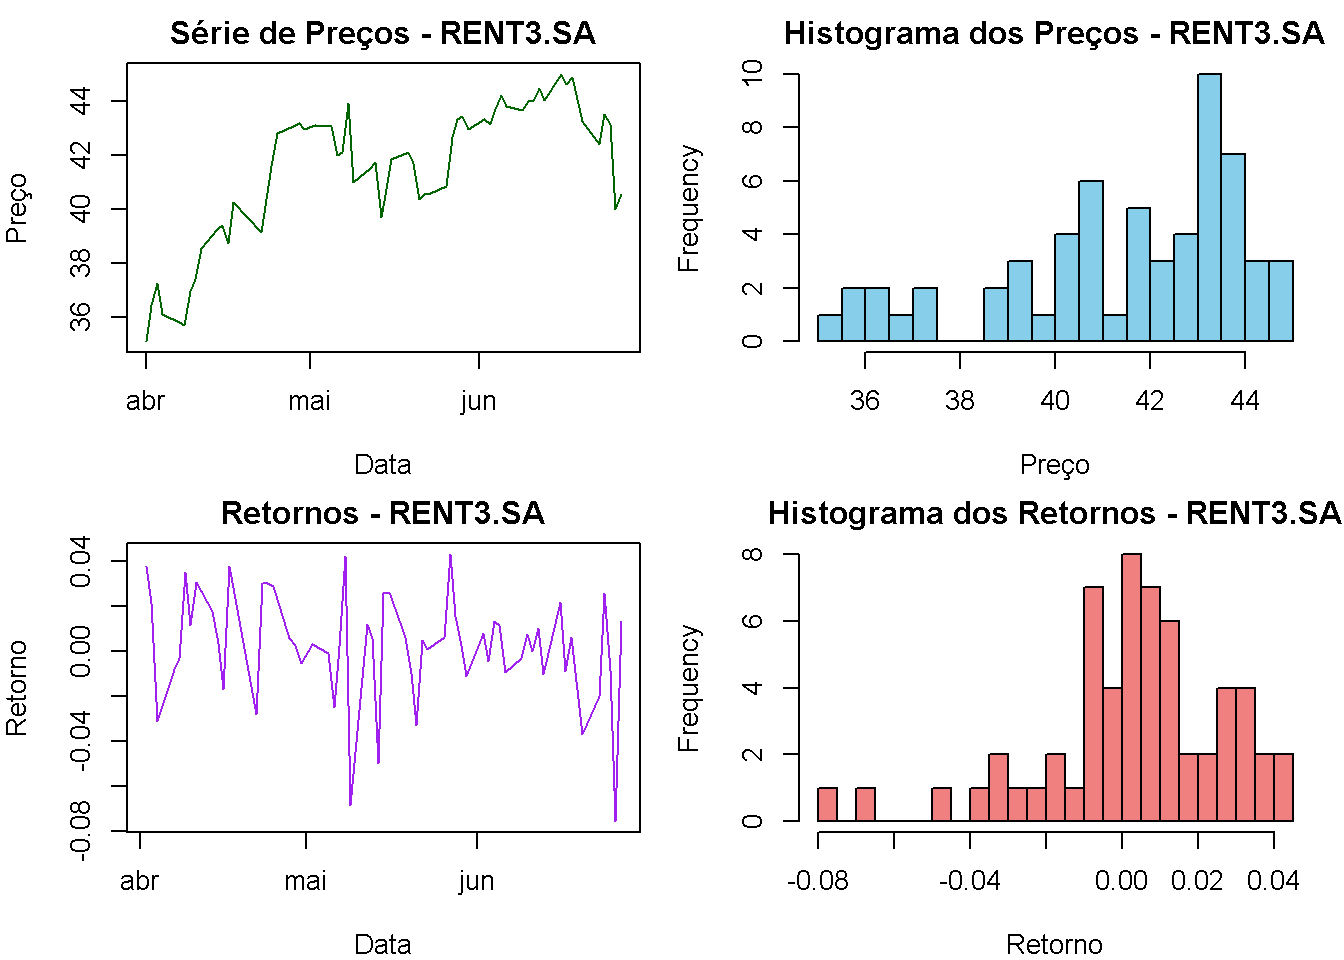 Série de Preços - RENT3.SA
Preço
44
42
40
38
36
abr mai jun
Data
Histograma dos Preços - RENT3.SA
Frequency
10
8
6
4
2
0
36 38 40 42 44
Preço
Retornos - RENT3.SA
Retorno
0.04
0.00
-0.04
-0.08
abr mai jun
Data
Histograma dos Retornos - RENT3.SA
Frequency
8
6
4
2
0
-0.08 -0.04 0.00 0.02 0.04
Retorno